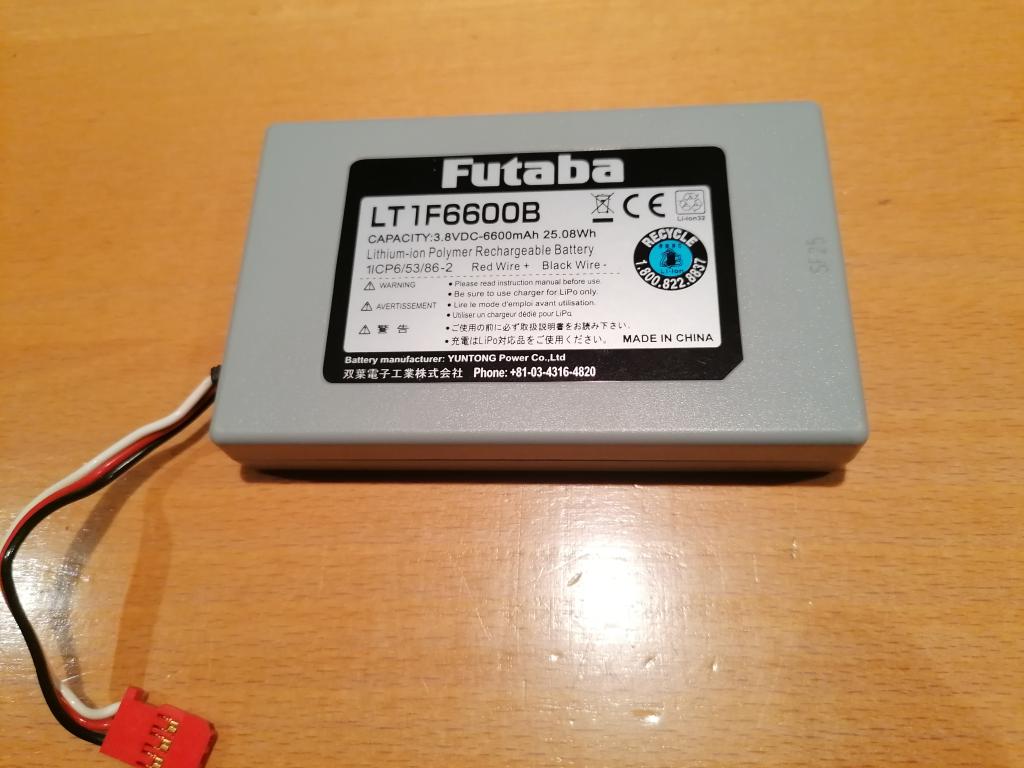 Futaba
LT1F6600B
CAPACITY:3.8VDC-6600mAh 25.08Wh
Lithium-ion Polymer Rechargeable Battery
1ICP6/53/86-2 Red Wire + Black Wire -
CE
Li-ion32
RECYCLE
Li-ion
1.800.822.8837
WARNING
• Please read instruction manual before use.
• Be sure to use charger for LiPo only.
AVERTISSEMENT
• Lire le mode d'emploi avant utilisation.
• Utiliser un chargeur dédié pour LiPo.
警告
• ご使用の前に必ず取扱説明書をお読み下さい.
• 充電はLiPo対応品をご使用ください。
MADE IN CHINA
Battery manufacturer: YUNTONG Power Co.,Ltd
双葉電子工業株式会社 Phone: +81-03-4316-4820